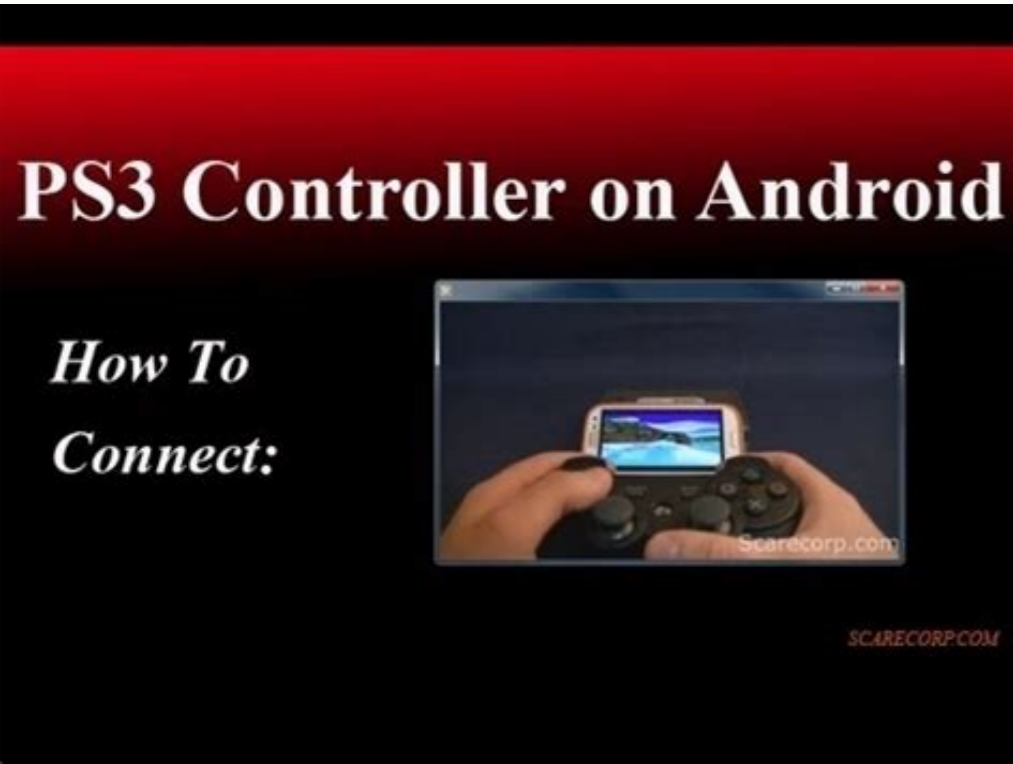 PS3 Controller on Android
How To
Connect:
Scarecorp.com
SCARECORP.COM